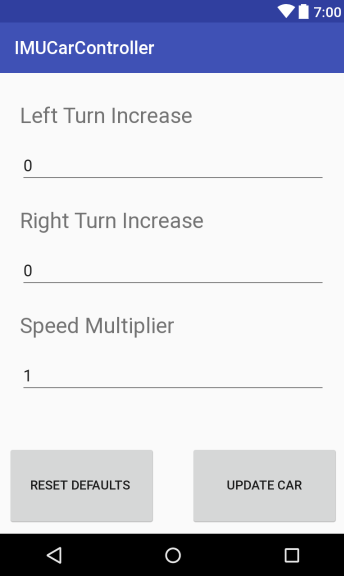 7:00
IMUCarController
Left Turn Increase
0
Right Turn Increase
0
Speed Multiplier
1
RESET DEFAULTS
UPDATE CAR